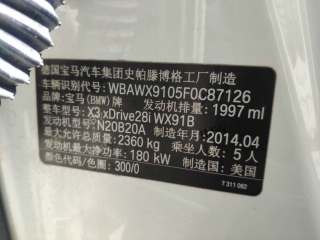 德国宝马汽车集团史帕滕博格工厂制造
车辆识别代号: WBAWX9105F0C87126
品牌: 宝马(BMW)牌 发动机排量: 1997 ml
车辆型号: X3 xDrive28i WX91B
发动机型号: N20B20A 制造年月: 2014.04
最大允许总质量: 2360 kg 乘坐人数: 5人
发动机最大净功率: 180 kW 制造国: 美国
颜色代码/色圈: 300/0
7 311 082